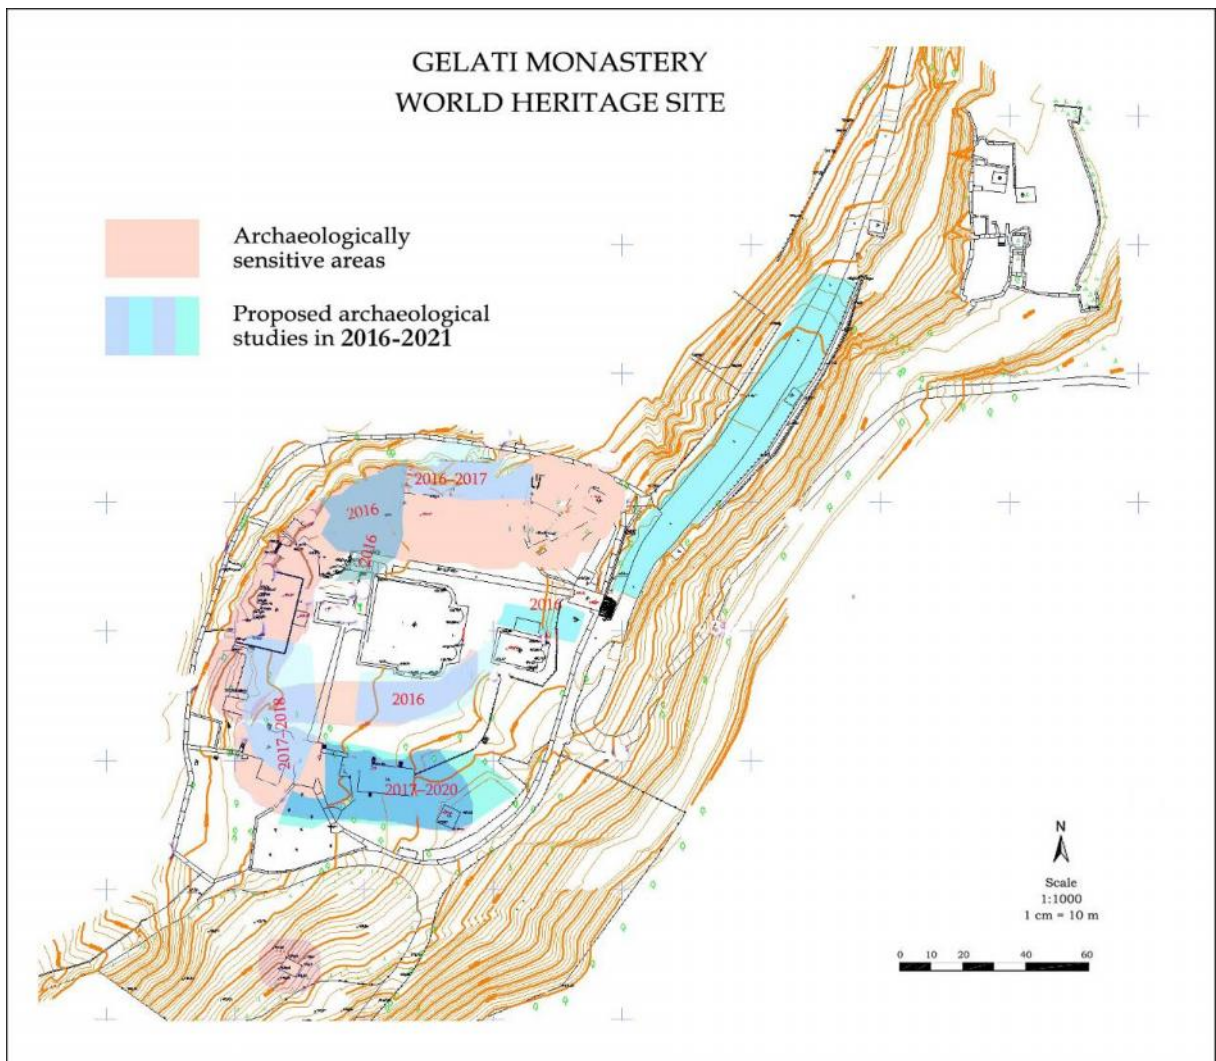 GELATI MONASTERY
WORLD HERITAGE SITE
Archaeologically
sensitive areas
Proposed archaeological
studies in 2016-2021
2016–2017
2016
2016
2016
2016
2017–2018
2017–2020
N
Scale
1:1000
1 cm = 10 m
0 10 20 40 60